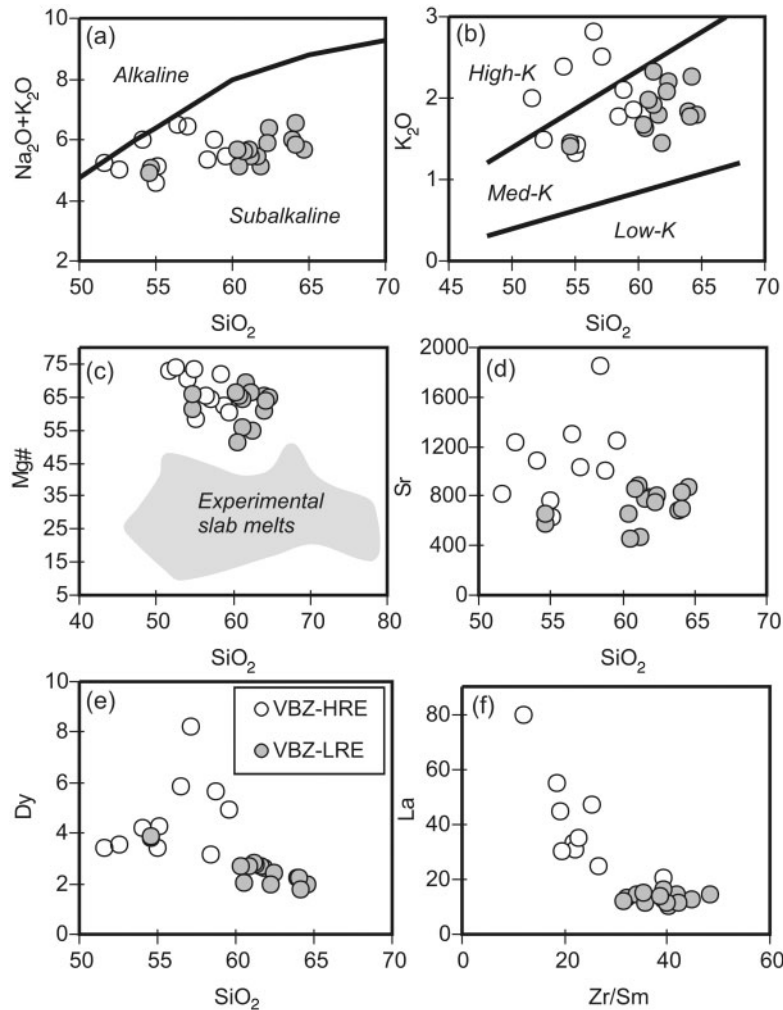 (a)
Alkaline
Subalkaline
Na₂O+K₂O
10
8
6
4
2
50
55
60
65
70
SiO₂
(b)
High-K
Med-K
Low-K
K₂O
3
2
1
0
45
50
55
60
65
70
SiO₂
(c)
Experimental
slab melts
Mg#
75
65
55
45
35
25
15
5
40
50
60
70
80
SiO₂
(d)
Sr
2000
1600
1200
800
400
0
50
55
60
65
70
SiO₂
(e)
VBZ-HRE
VBZ-LRE
Dy
10
8
6
4
2
0
50
55
60
65
70
SiO₂
(f)
La
80
60
40
20
0
0
20
40
60
Zr/Sm